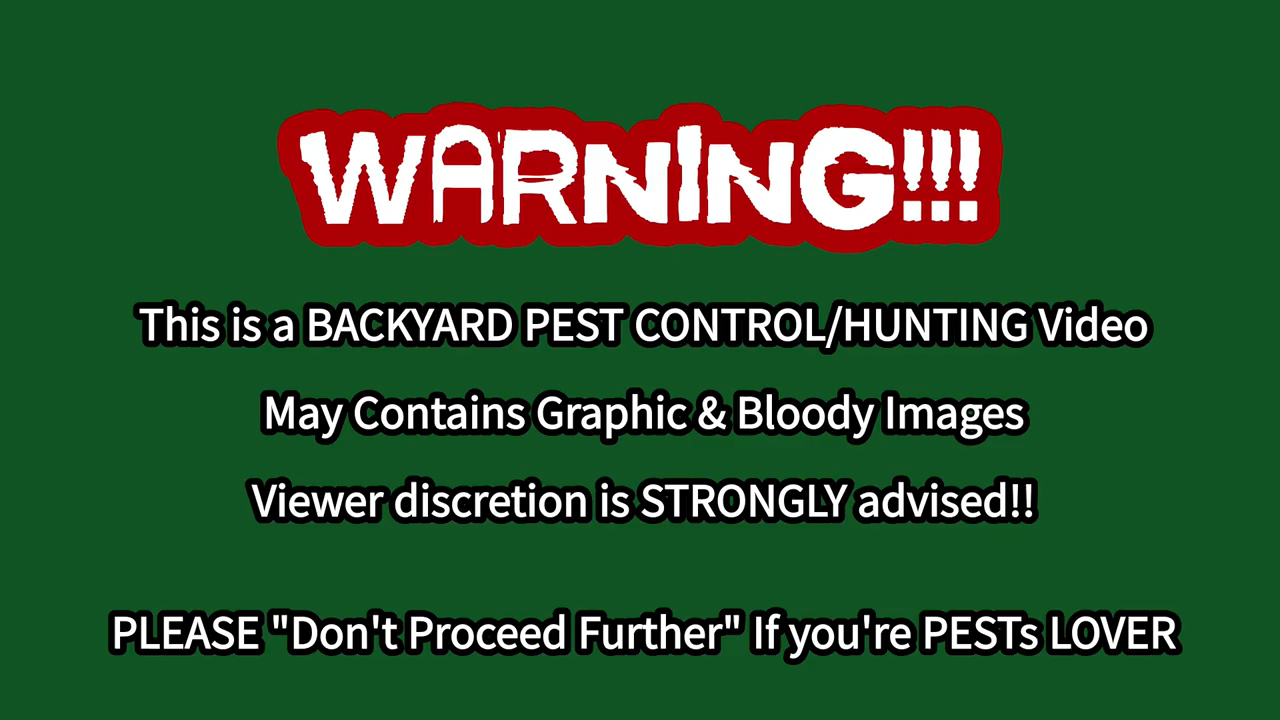 WARNING!!!
This is a BACKYARD PEST CONTROL/HUNTING Video
May Contains Graphic & Bloody Images
Viewer discretion is STRONGLY advised!!
PLEASE "Don't Proceed Further" If you're PESTs LOVER